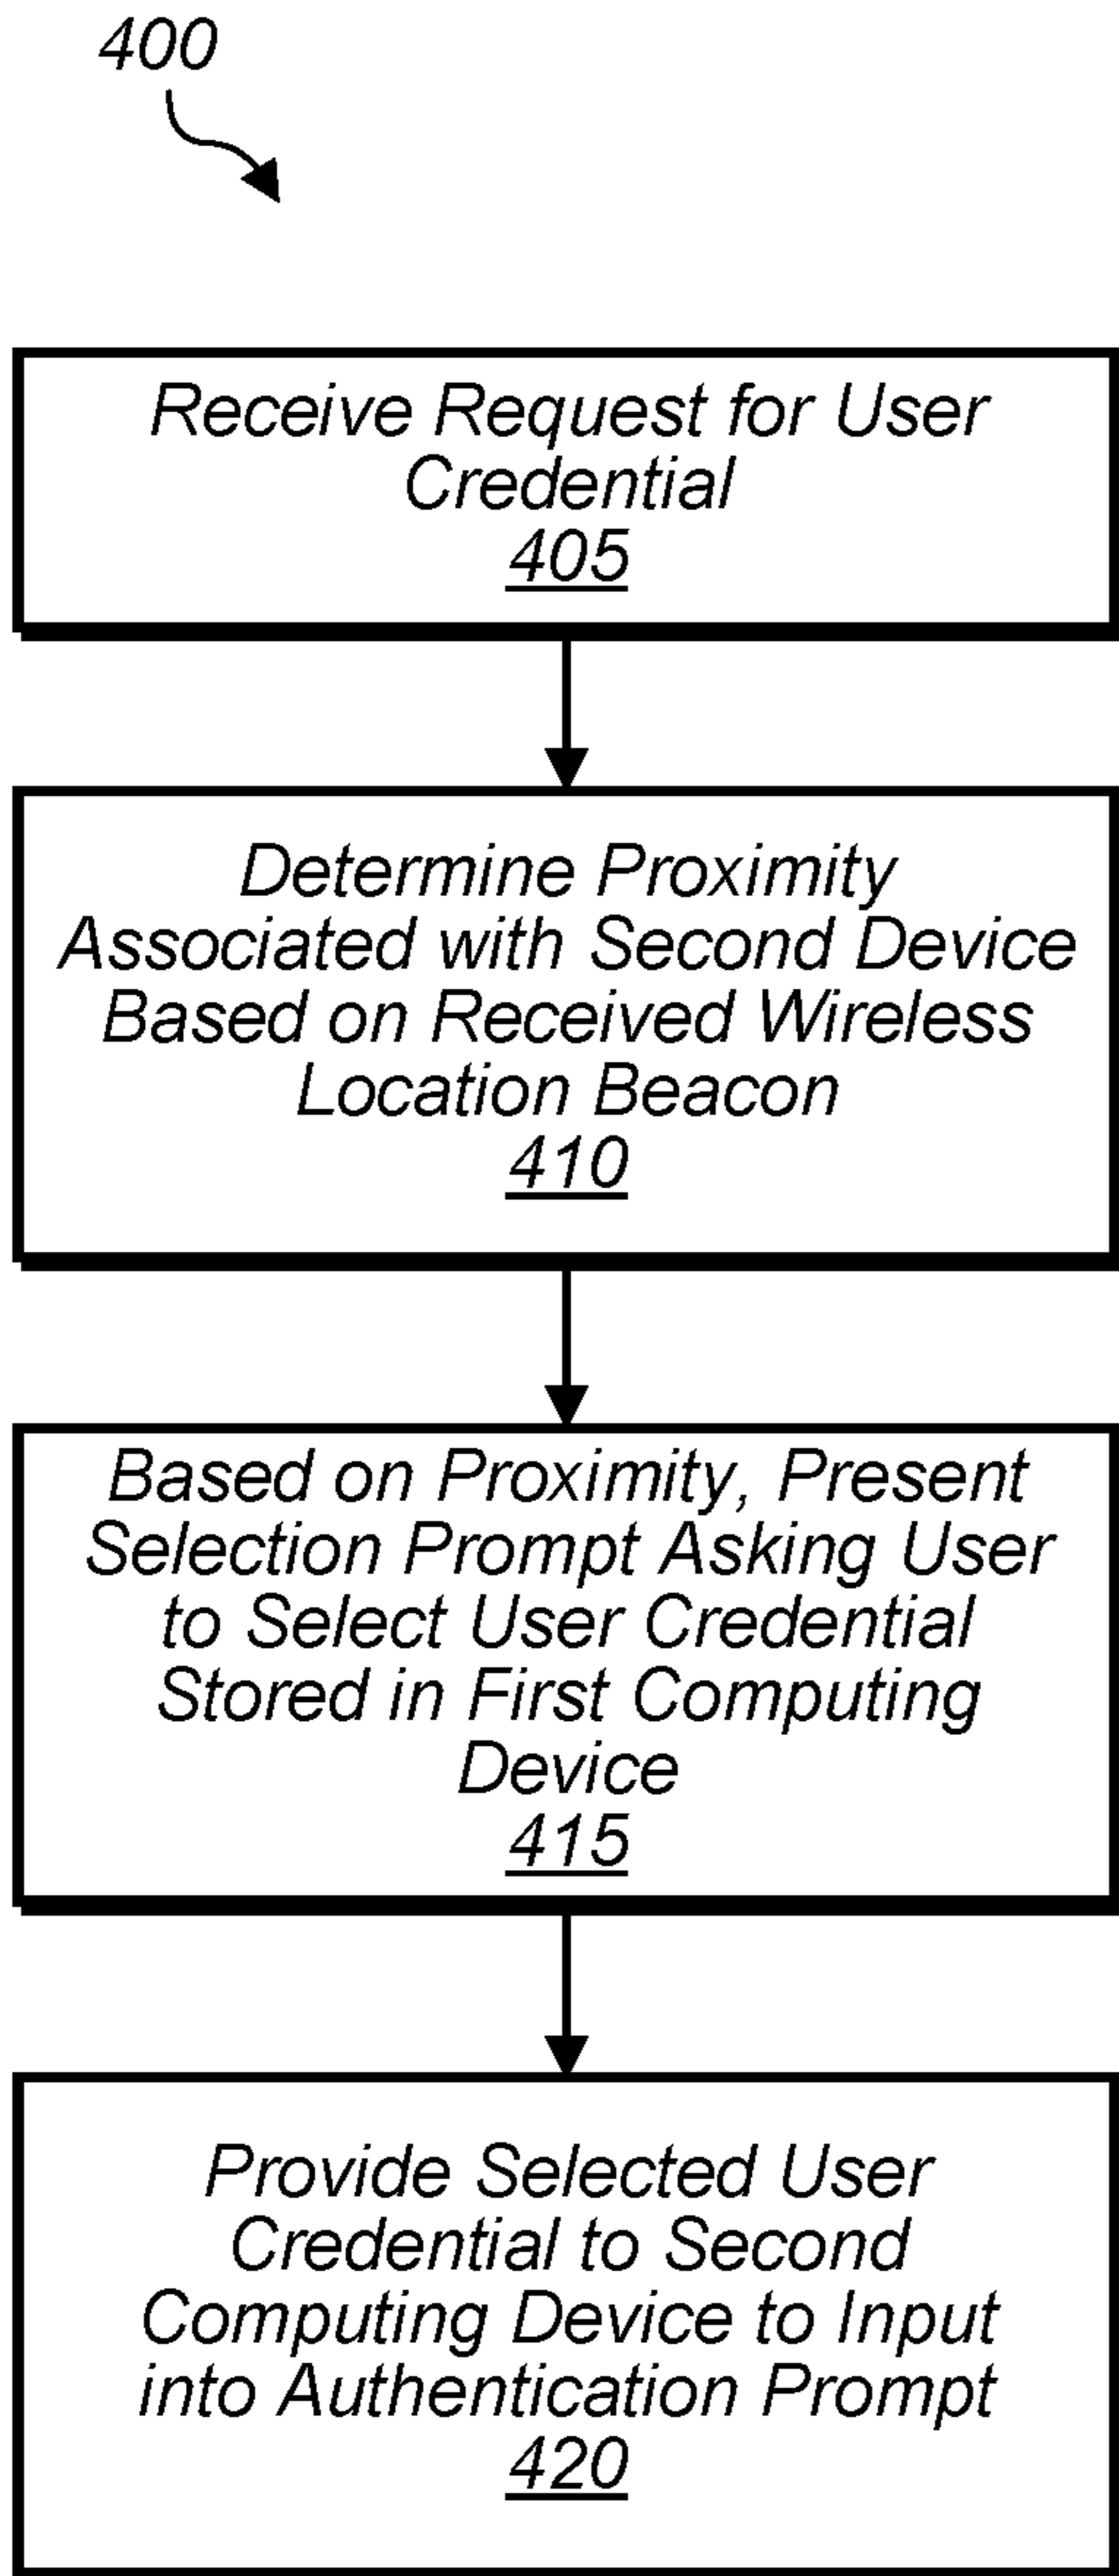 400
Receive Request for User
Credential
405
Determine Proximity
Associated with Second Device
Based on Received Wireless
Location Beacon
410
Based on Proximity, Present
Selection Prompt Asking User
to Select User Credential
Stored in First Computing
Device
415
Provide Selected User
Credential to Second
Computing Device to Input
into Authentication Prompt
420